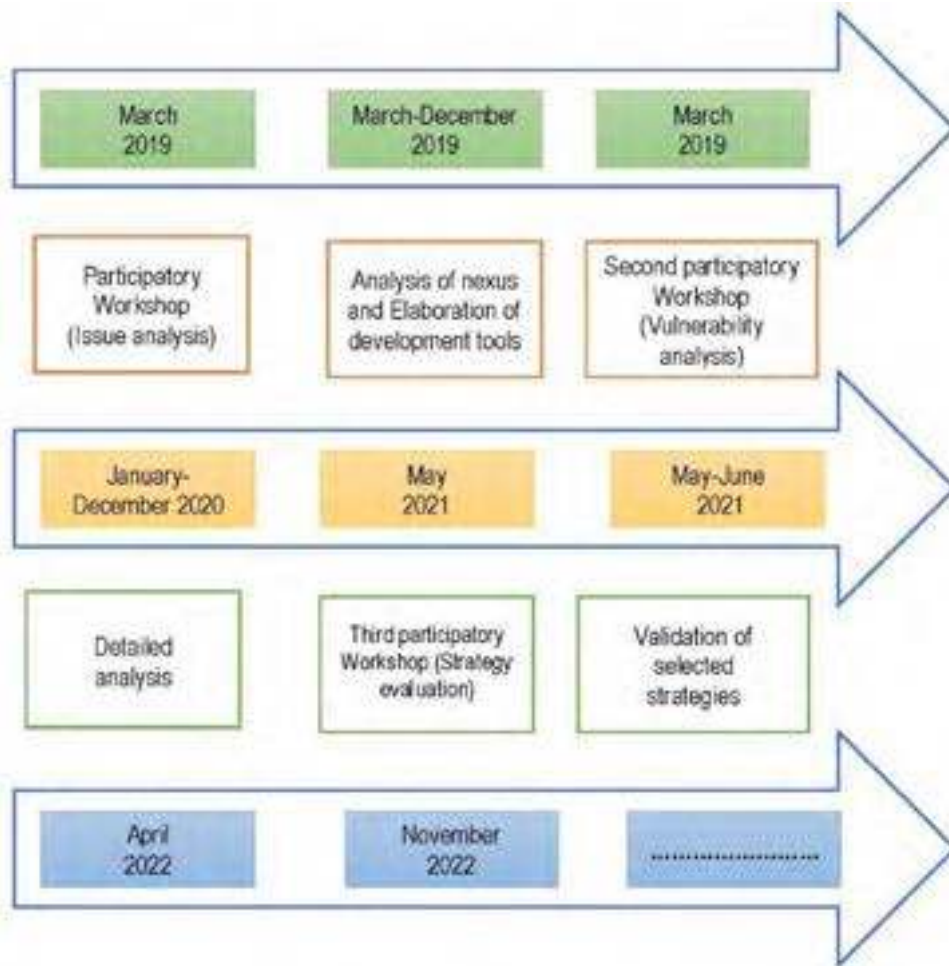 March
2019
March-December
2019
March
2019
Participatory
Workshop
(Issue analysis)
Analysis of nexus
and Elaboration of
development tools
Second participatory
Workshop
(Vulnerability
analysis)
January-
December 2020
May
2021
May-June
2021
Detailed
analysis
Third participatory
Workshop (Strategy
evaluation)
Validation of
selected
strategies
April
2022
November
2022
........................